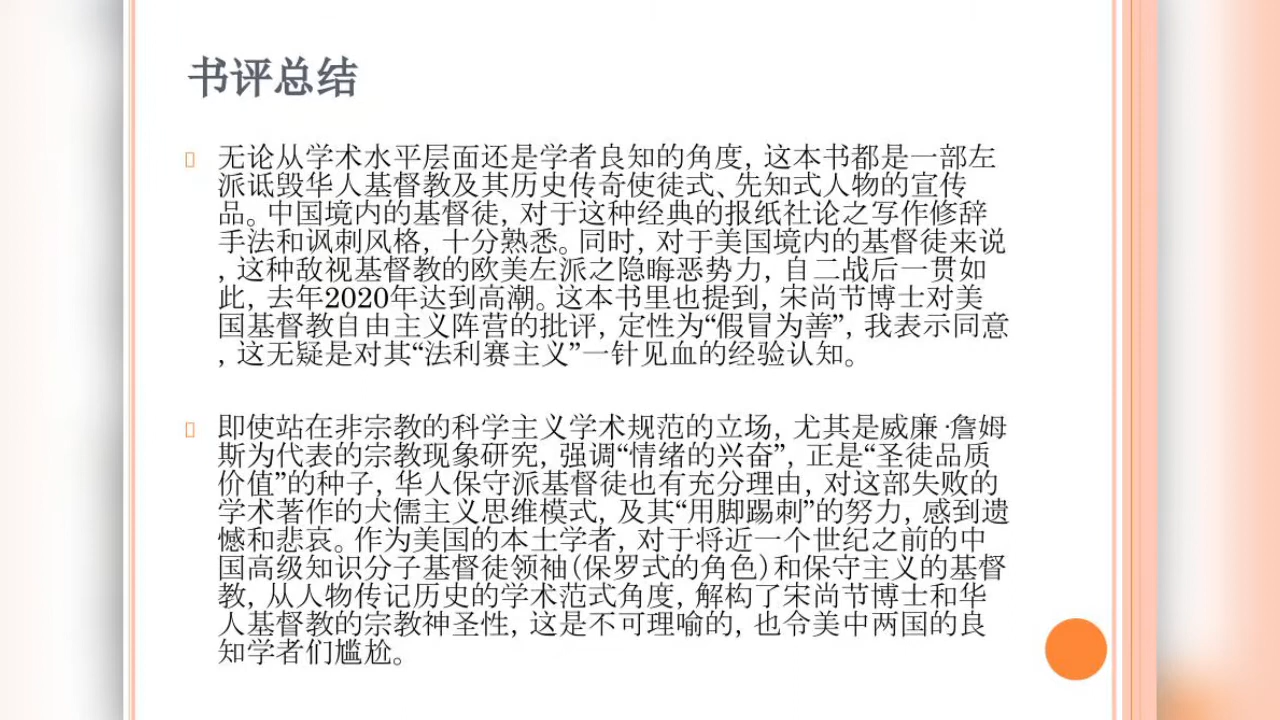 书评总结
无论从学术水平层面还是学者良知的角度, 这本书都是一部左
派诋毁华人基督教及其历史传奇使徒式、先知式人物的宣传
品。中国境内的基督徒, 对于这种经典的报纸社论之写作修辞
手法和讽刺风格, 十分熟悉。同时, 对于美国境内的基督徒来说
, 这种敌视基督教的欧美左派之隐晦恶势力, 自二战后一贯如
此, 去年2020年达到高潮。这本书里也提到, 宋尚节博士对美
国基督教自由主义阵营的批评, 定性为“假冒为善”, 我表示同意
, 这无疑是对其“法利赛主义”一针见血的经验认知。
即使站在非宗教的科学主义学术规范的立场, 尤其是威廉·詹姆
斯为代表的宗教现象研究, 强调“情绪的兴奋”, 正是“圣徒品质
价值”的种子, 华人保守派基督徒也有充分理由, 对这部失败的
学术著作的犬儒主义思维模式, 及其“用脚踢刺”的努力, 感到遗
憾和悲哀。作为美国的本土学者, 对于将近一个世纪之前的中
国高级知识分子基督徒领袖(保罗式的角色)和保守主义的基督
教, 从人物传记历史的学术范式角度, 解构了宋尚节博士和华
人基督教的宗教神圣性, 这是不可理喻的, 也令美中两国的良
知学者们尴尬。